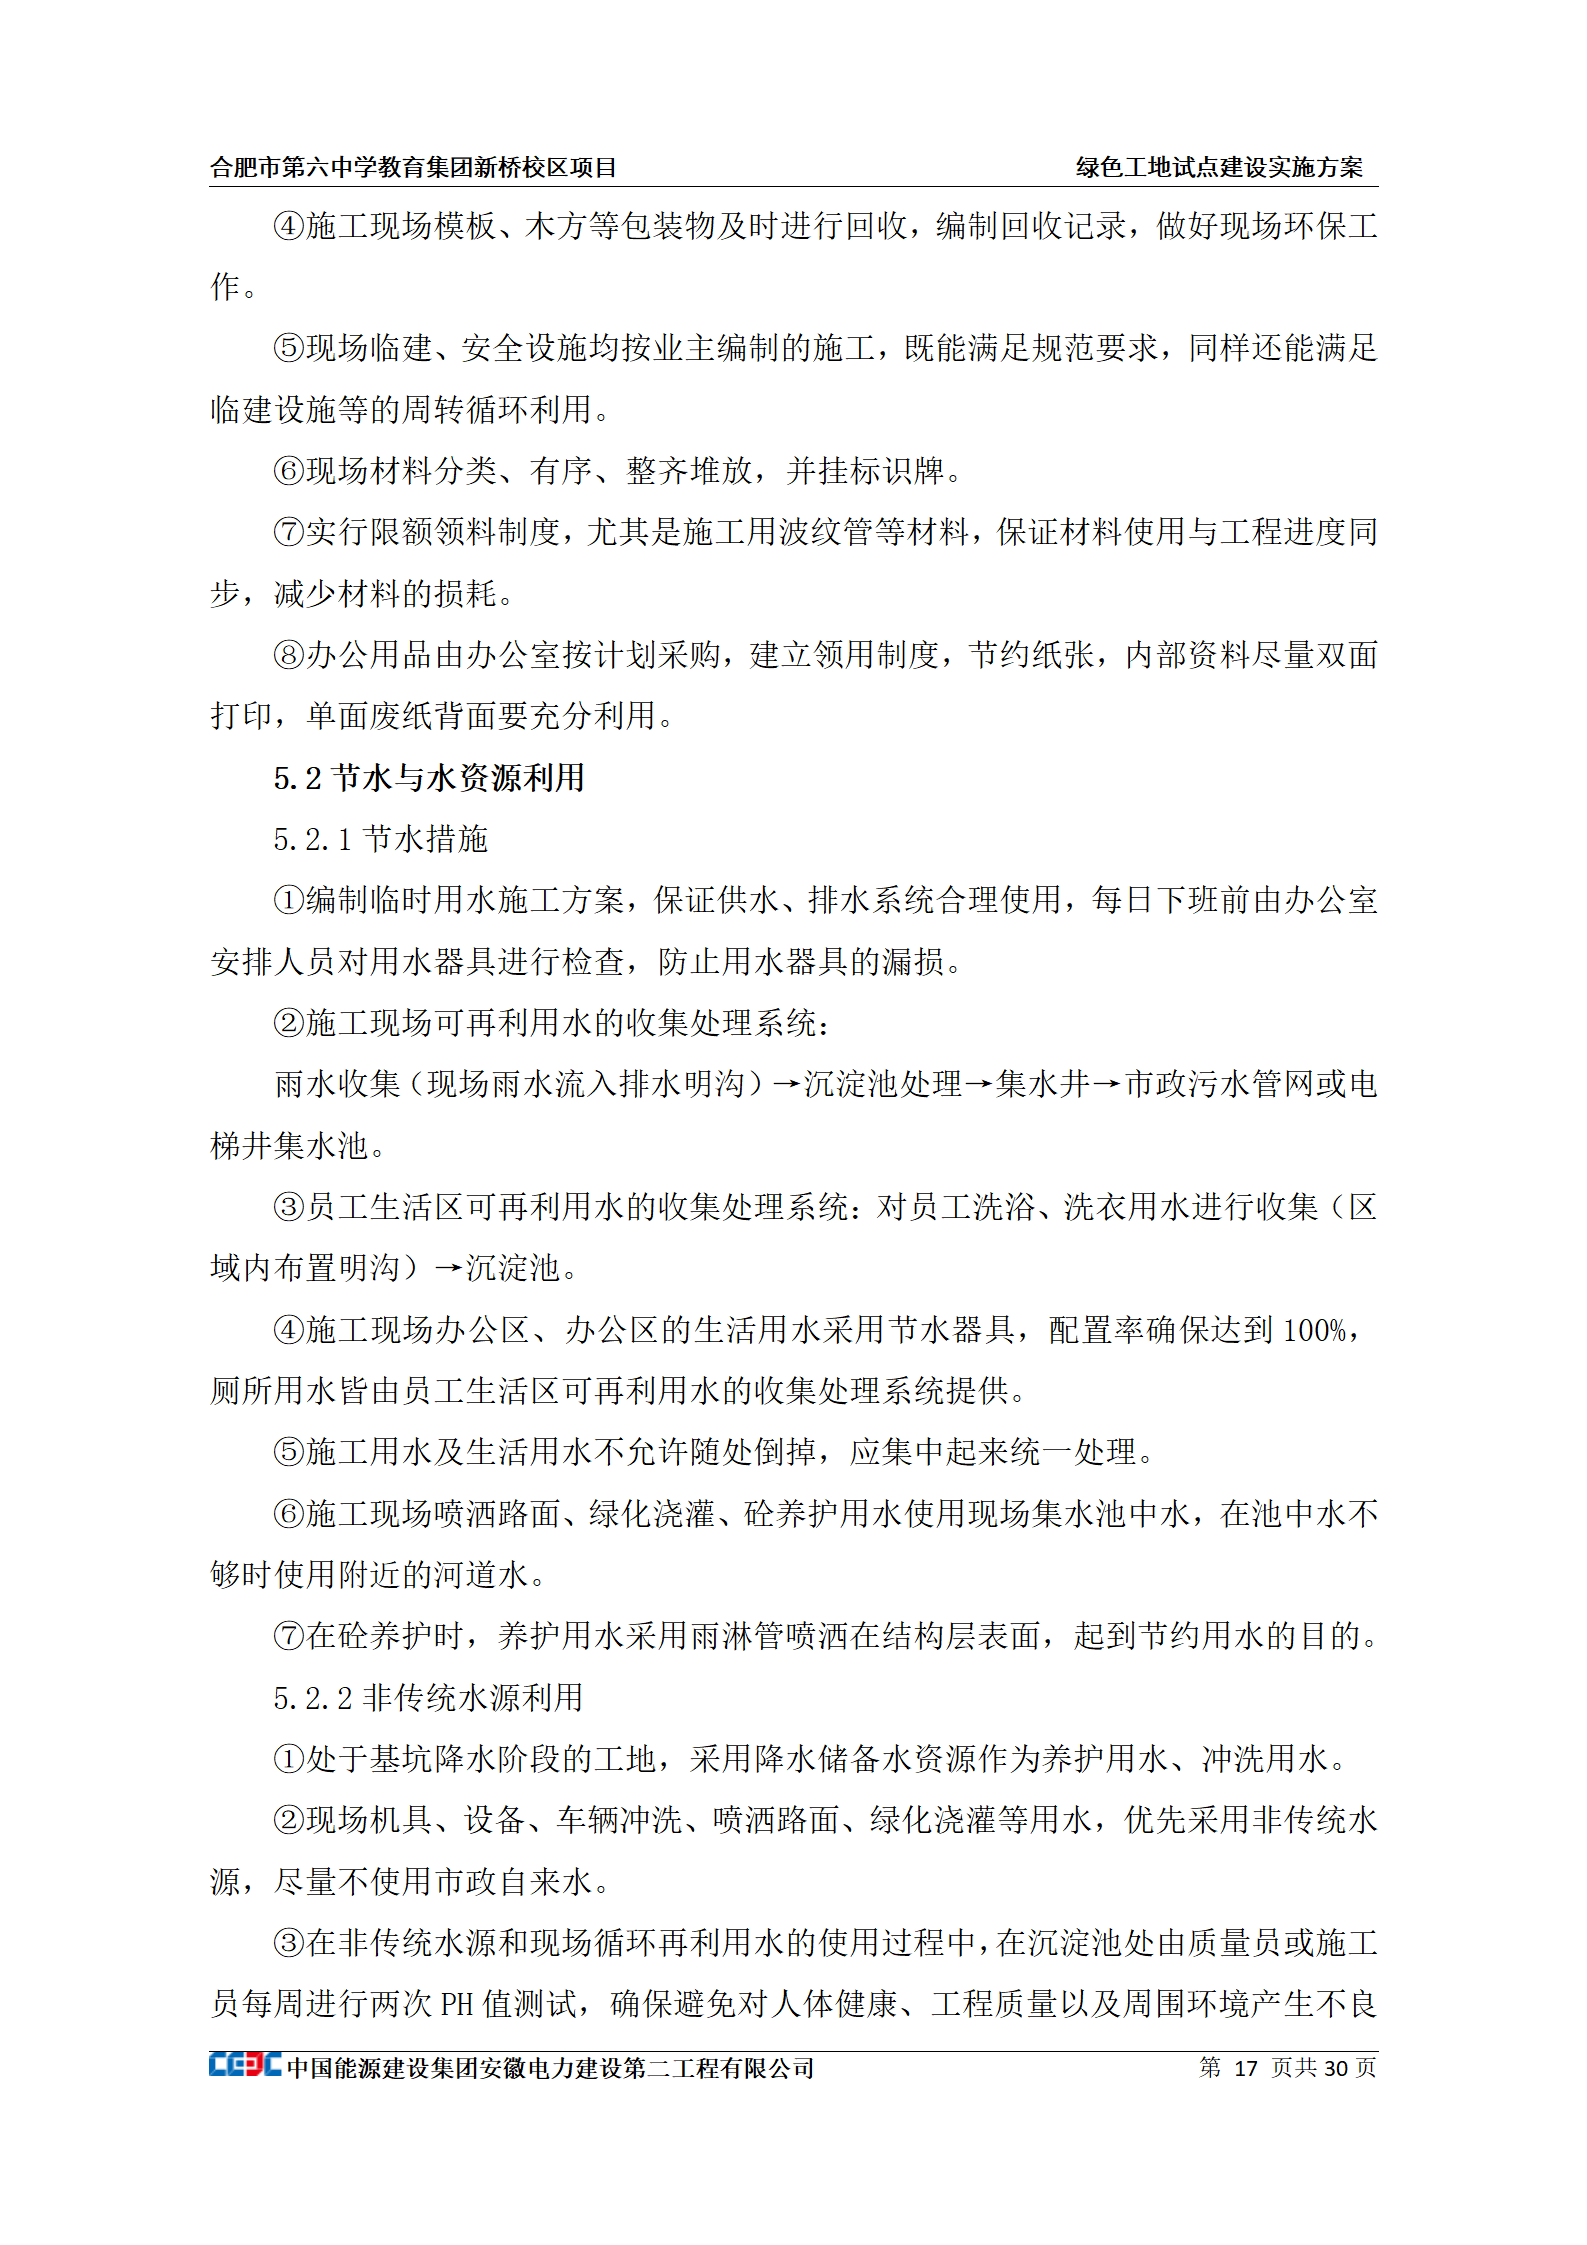 合肥市第六中学教育集团新桥校区项目 绿色工地试点建设实施方案
④施工现场模板、木方等包装物及时进行回收，编制回收记录，做好现场环保工
作。
⑤现场临建、安全设施均按业主编制的施工，既能满足规范要求，同样还能满足
临建设施等的周转循环利用。
⑥现场材料分类、有序、整齐堆放，并挂标识牌。
⑦实行限额领料制度，尤其是施工用波纹管等材料，保证材料使用与工程进度同
步，减少材料的损耗。
⑧办公用品由办公室按计划采购，建立领用制度，节约纸张，内部资料尽量双面
打印，单面废纸背面要充分利用。
5.2 节水与水资源利用
5.2.1 节水措施
①编制临时用水施工方案，保证供水、排水系统合理使用，每日下班前由办公室
安排人员对用水器具进行检查，防止用水器具的漏损。
②施工现场可再利用水的收集处理系统：
雨水收集（现场雨水流入排水明沟）→沉淀池处理→集水井→市政污水管网或电
梯井集水池。
③员工生活区可再利用水的收集处理系统：对员工洗浴、洗衣用水进行收集（区
域内布置明沟）→沉淀池。
④施工现场办公区、办公区的生活用水采用节水器具，配置率确保达到 100%，
厕所用水皆由员工生活区可再利用水的收集处理系统提供。
⑤施工用水及生活用水不允许随处倒掉，应集中起来统一处理。
⑥施工现场喷洒路面、绿化浇灌、砼养护用水使用现场集水池中水，在池中水不
够时使用附近的河道水。
⑦在砼养护时，养护用水采用雨淋管喷洒在结构层表面，起到节约用水的目的。
5.2.2 非传统水源利用
①处于基坑降水阶段的工地，采用降水储备水资源作为养护用水、冲洗用水。
②现场机具、设备、车辆冲洗、喷洒路面、绿化浇灌等用水，优先采用非传统水
源，尽量不使用市政自来水。
③在非传统水源和现场循环再利用水的使用过程中，在沉淀池处由质量员或施工
员每周进行两次 PH 值测试，确保避免对人体健康、工程质量以及周围环境产生不良
CEEC 中国能源建设集团安徽电力建设第二工程有限公司 第 17 页共 30 页